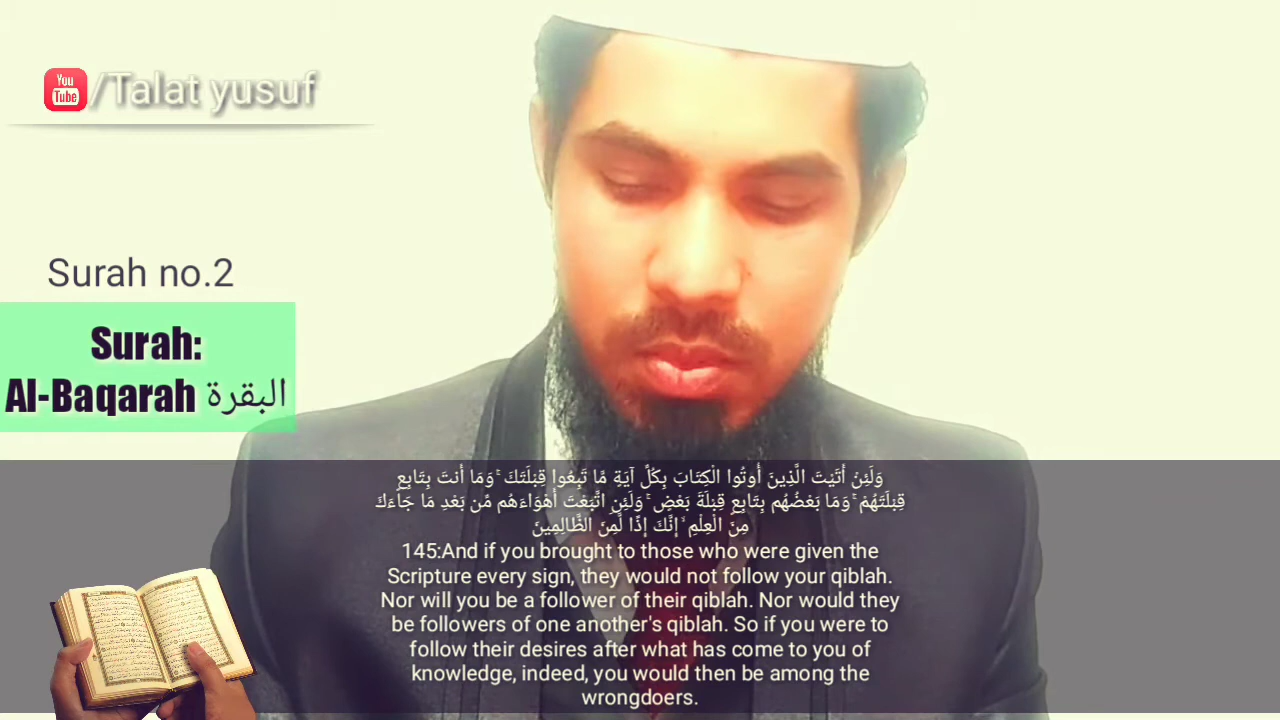 You
Tube
/Talat yusuf
Surah no.2
Surah:
Al-Baqarah البقرة
وَلَئِنْ أَتَيْتَ الَّذِينَ أُوتُوا الْكِتَابَ بِكُلِّ آيَةٍ مَّا تَبِعُوا قِبْلَتَكَ ۚ وَمَا أَنتَ بِتَابِعٍ
قِبْلَتَهُمْ ۚ وَمَا بَعْضُهُم بِتَابِعٍ قِبْلَةَ بَعْضٍ ۚ وَلَئِنِ اتَّبَعْتَ أَهْوَاءَهُم مِّن بَعْدِ مَا جَاءَكَ
مِنَ الْعِلْمِ ۙ إِنَّكَ إِذًا لَّمِنَ الظَّالِمِينَ
145:And if you brought to those who were given the
Scripture every sign, they would not follow your qiblah.
Nor will you be a follower of their qiblah. Nor would they
be followers of one another's qiblah. So if you were to
follow their desires after what has come to you of
knowledge, indeed, you would then be among the
wrongdoers.